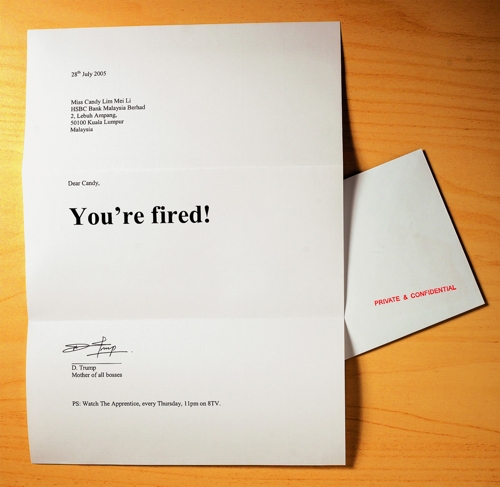 28th July 2005
Miss Candy Lim Mei Li
HSBC Bank Malaysia Berhad
2, Lebuh Ampang,
50100 Kuala Lumpur
Malaysia
Dear Candy,
You're fired!
D. Trump.
D. Trump
Mother of all bosses
PS: Watch The Apprentice, every Thursday, 11pm on 8TV.
PRIVATE & CONFIDENTIAL